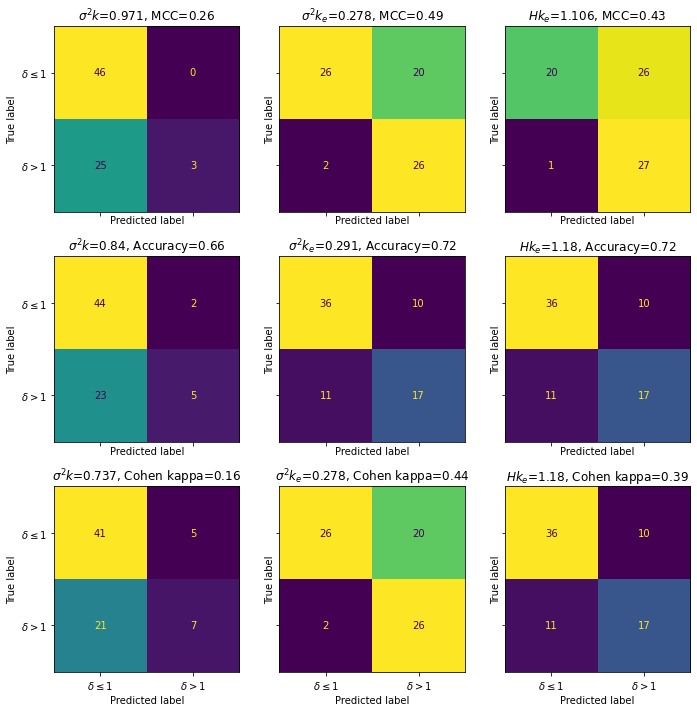 σ²k=0.971, MCC=0.26
σ²kₑ=0.278, MCC=0.49
Hkₑ=1.106, MCC=0.43
True label
δ ≤ 1
δ > 1
46 0
25 3
Predicted label
True label
26 20
2 26
Predicted label
True label
20 26
1 27
Predicted label
σ²k=0.84, Accuracy=0.66
σ²kₑ=0.291, Accuracy=0.72
Hkₑ=1.18, Accuracy=0.72
True label
δ ≤ 1
δ > 1
44 2
23 5
Predicted label
True label
36 10
11 17
Predicted label
True label
36 10
11 17
Predicted label
σ²k=0.737, Cohen kappa=0.16
σ²kₑ=0.278, Cohen kappa=0.44
Hkₑ=1.18, Cohen kappa=0.39
True label
δ ≤ 1
δ > 1
41 5
21 7
δ ≤ 1 δ > 1
Predicted label
True label
26 20
2 26
δ ≤ 1 δ > 1
Predicted label
True label
36 10
11 17
δ ≤ 1 δ > 1
Predicted label